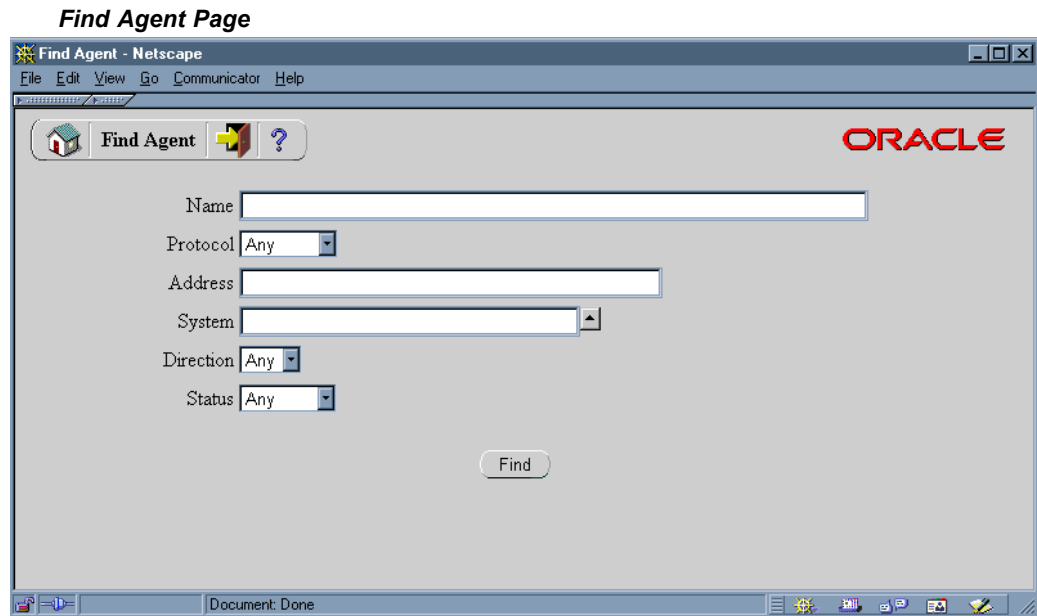 Find Agent Page
Find Agent - Netscape
File Edit View Go Communicator Help
Find Agent ?
ORACLE
Name
Protocol Any
Address
System
Direction Any
Status Any
Find
Document: Done